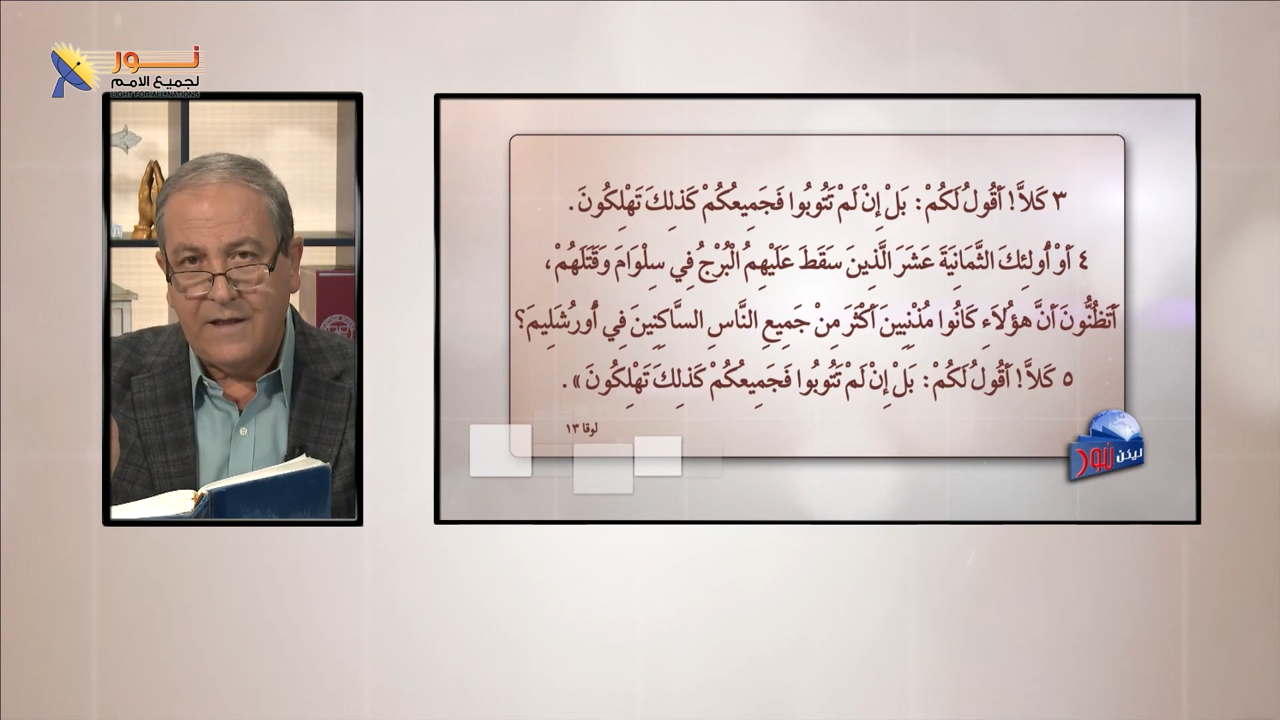 نــور
لجميع الامم
LIGHT FOR ALL NATIONS
٣ كَلاَّ! أَقُولُ لَكُمْ: بَلْ إِنْ لَمْ تَتُوبُوا فَجَمِيعُكُمْ كَذلِكَ تَهْلِكُونَ.
٤ أَوْ أُولئِكَ الثَّمَانِيَةَ عَشَرَ الَّذِينَ سَقَطَ عَلَيْهِمُ الْبُرْجُ فِي سِلْوَامَ وَقَتَلَهُمْ،
أَتَظُنُّونَ أَنَّ هؤُلاَءِ كَانُوا مُذْنِبِينَ أَكْثَرَ مِنْ جَمِيعِ النَّاسِ السَّاكِنِينَ فِي أُورُشَلِيمَ؟
٥ كَلاَّ! أَقُولُ لَكُمْ: بَلْ إِنْ لَمْ تَتُوبُوا فَجَمِيعُكُمْ كَذلِكَ تَهْلِكُونَ».
لوقا ١٣
ليكن نور